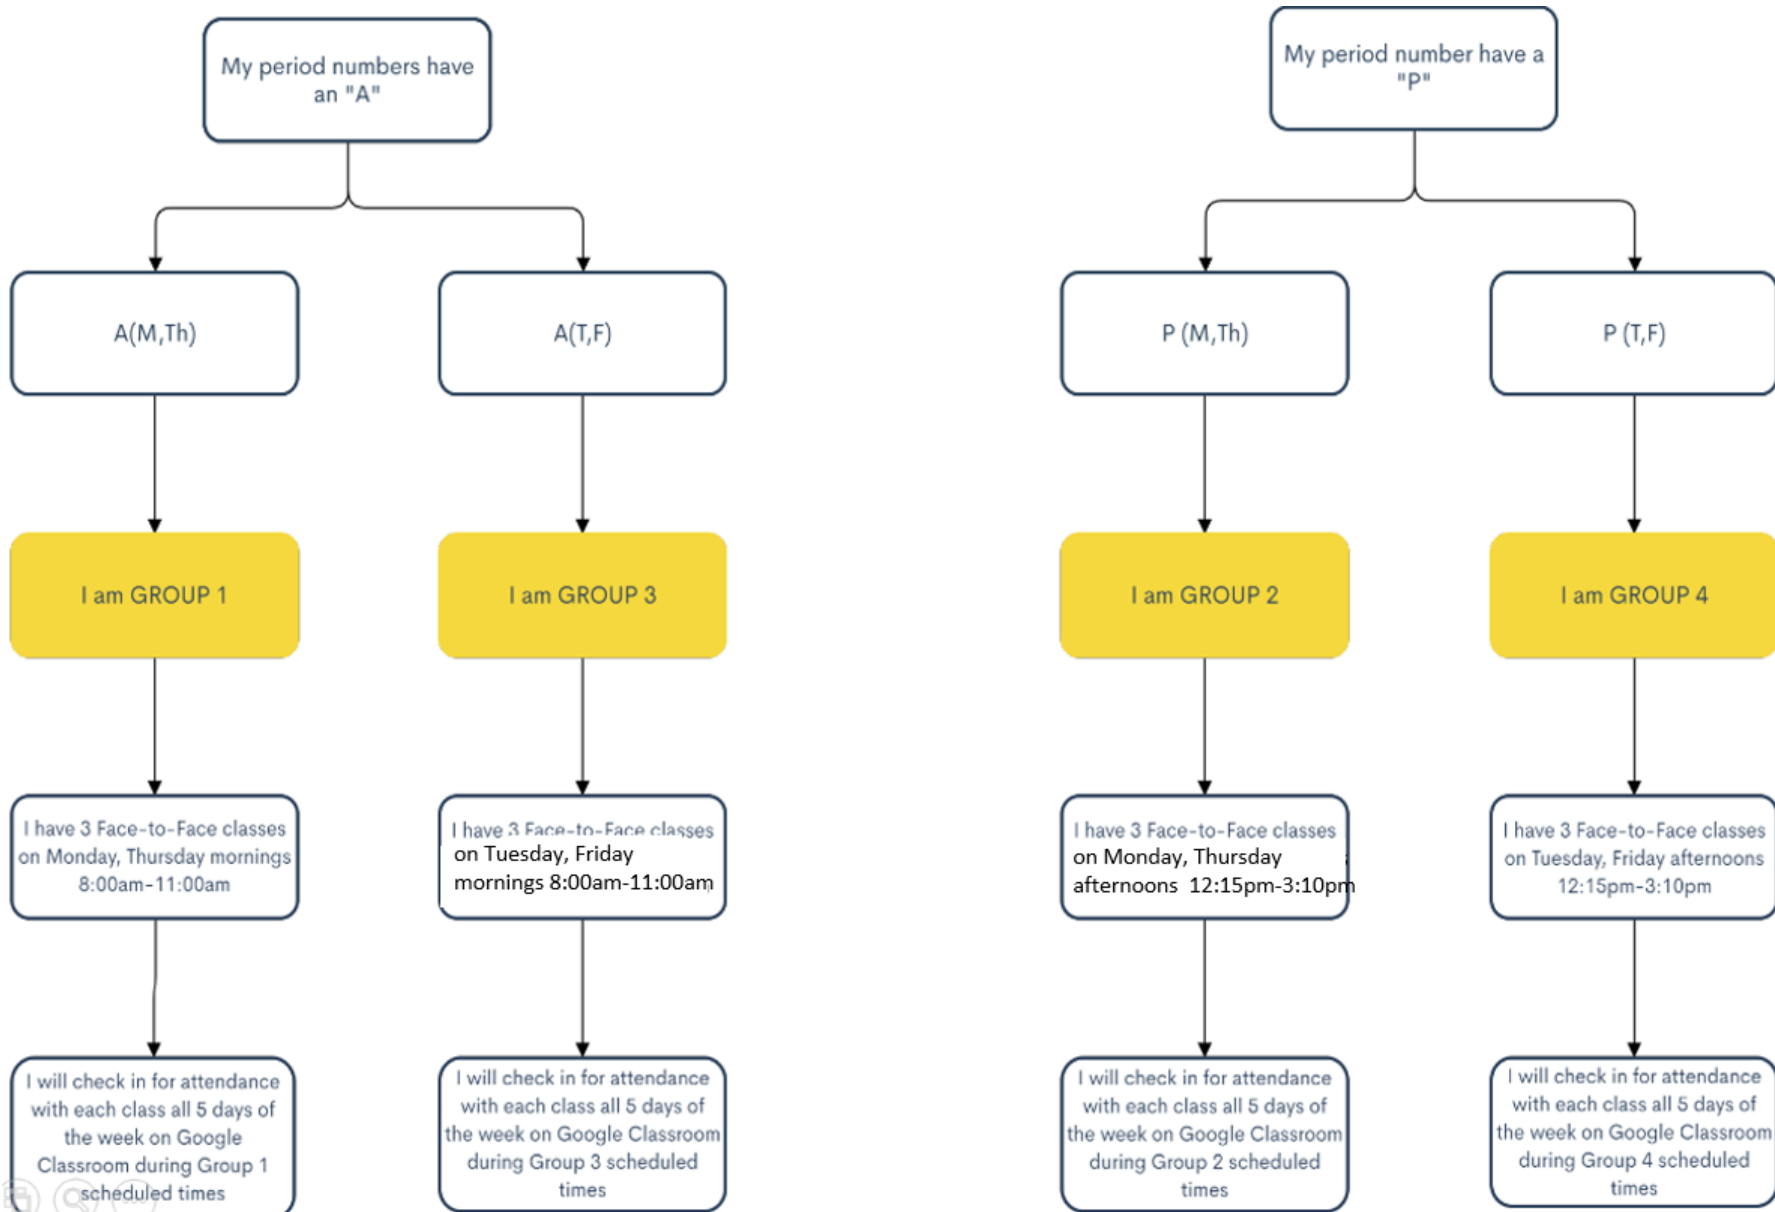 My period numbers have
an "A"
My period number have a
"P"
A(M,Th)
A(T,F)
P (M,Th)
P (T,F)
I am GROUP 1
I am GROUP 3
I am GROUP 2
I am GROUP 4
I have 3 Face-to-Face classes
on Monday, Thursday mornings
8:00am-11:00am
I have 3 Face-to-Face classes
on Tuesday, Friday
mornings 8:00am-11:00am
I have 3 Face-to-Face classes
on Monday, Thursday
afternoons 12:15pm-3:10pm
I have 3 Face-to-Face classes
on Tuesday, Friday afternoons
12:15pm-3:10pm
I will check in for attendance
with each class all 5 days of
the week on Google
Classroom during Group 1
scheduled times
I will check in for attendance
with each class all 5 days of
the week on Google Classroom
during Group 3 scheduled
times
I will check in for attendance
with each class all 5 days of
the week on Google Classroom
during Group 2 scheduled
times
I will check in for attendance
with each class all 5 days of
the week on Google Classroom
during Group 4 scheduled
times